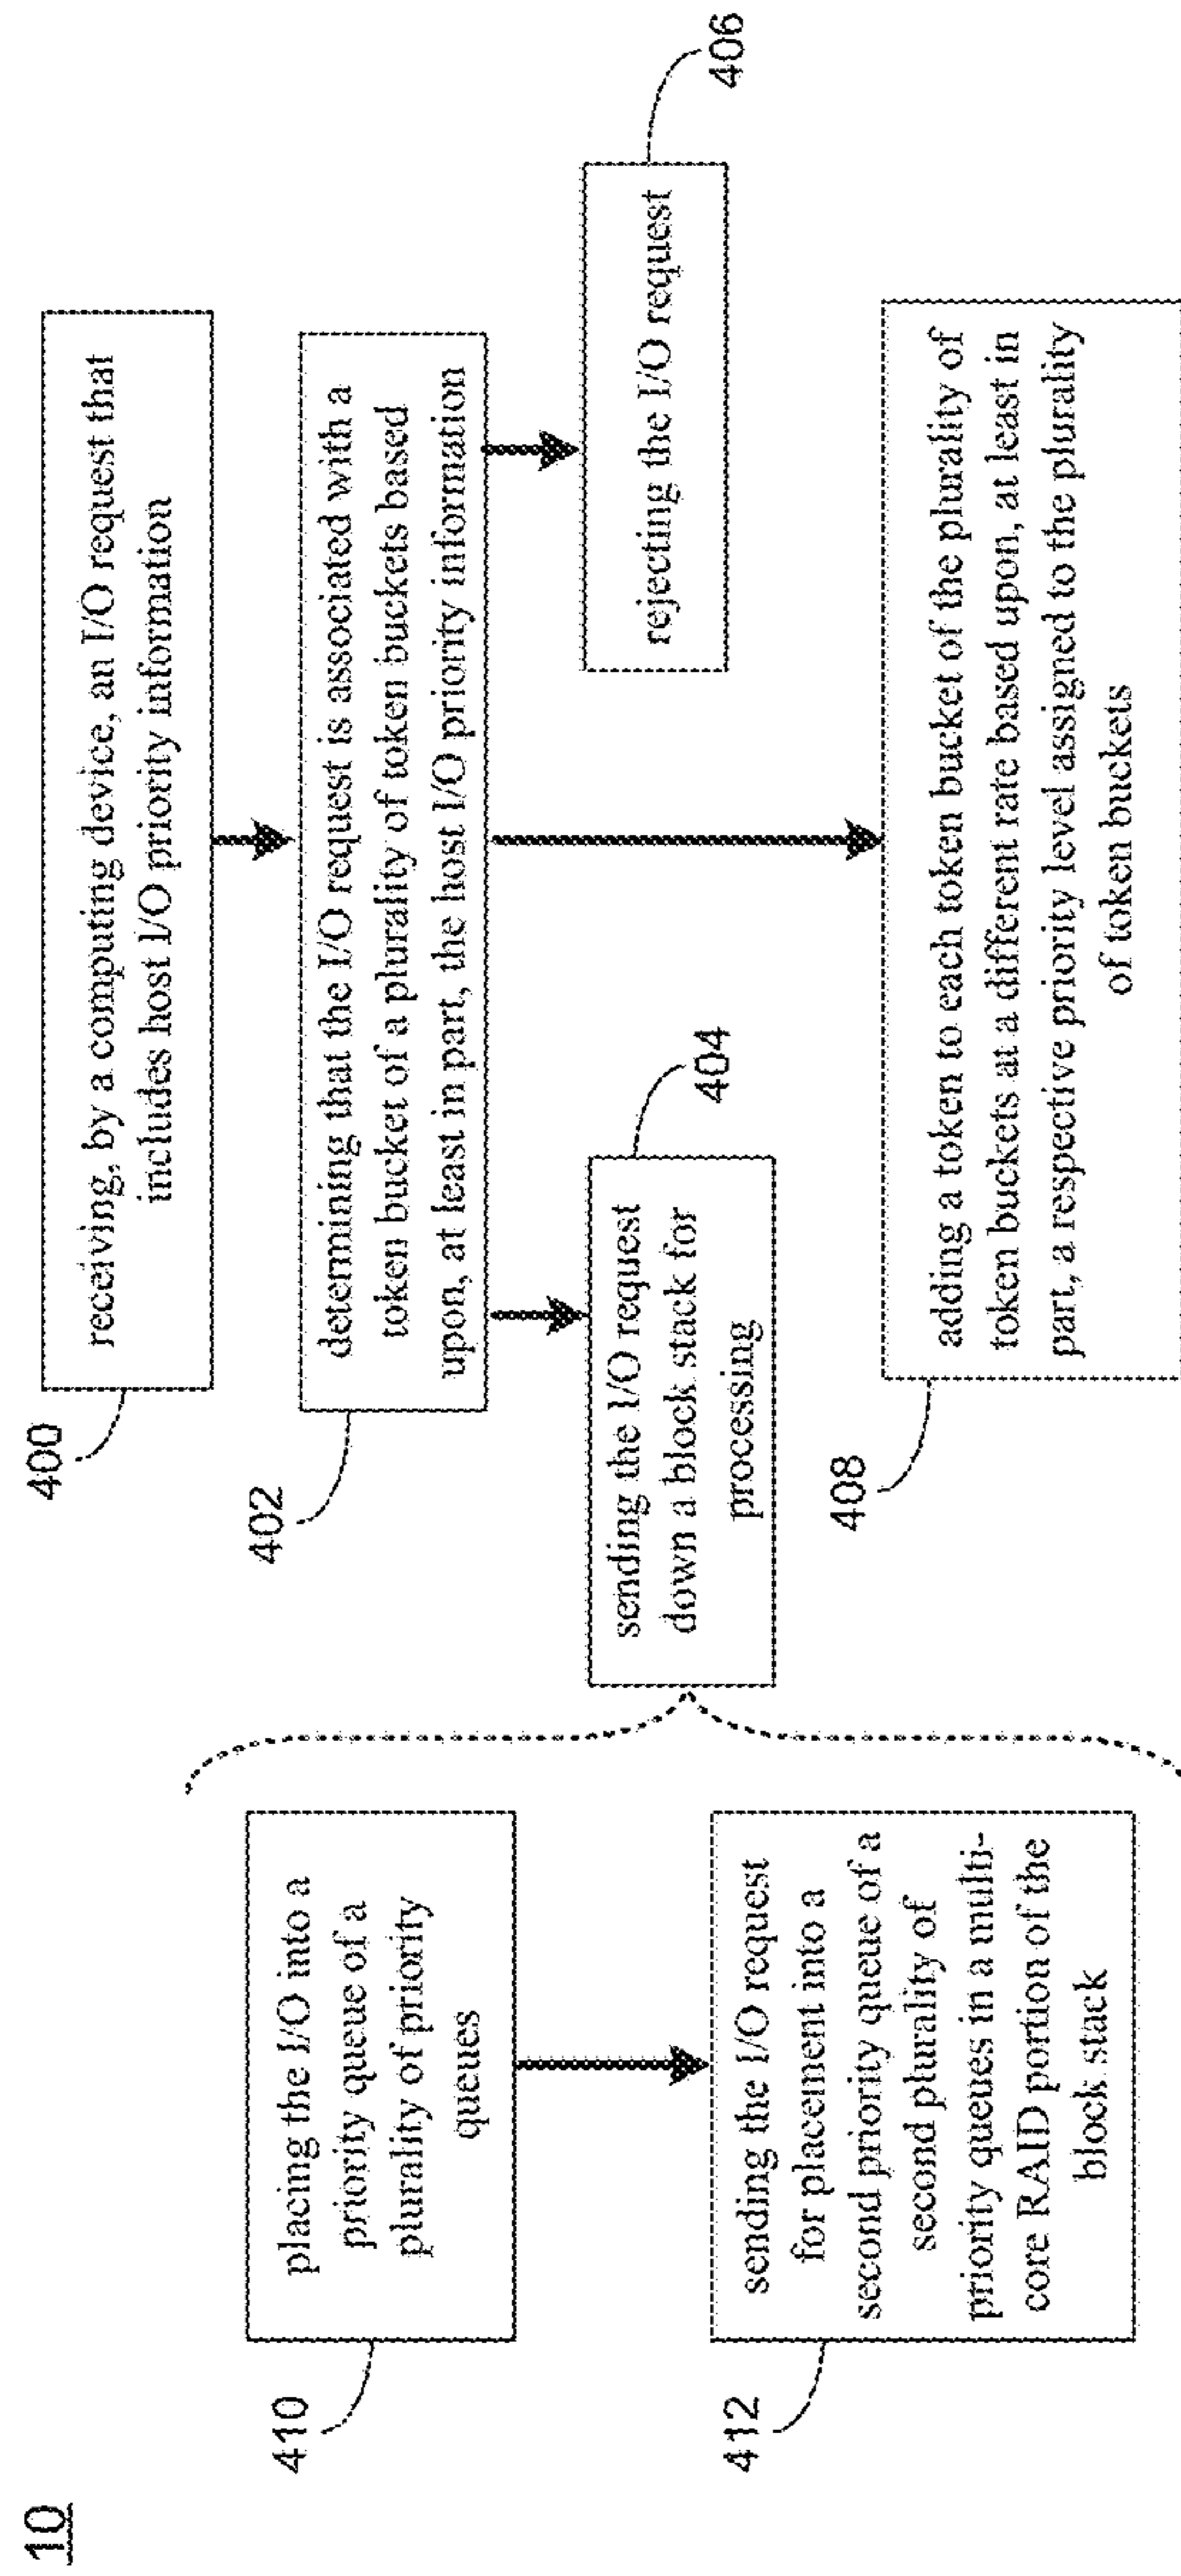 10
400
receiving, by a computing device, an I/O request that
includes host I/O priority information
402
determining that the I/O request is associated with a
token bucket of a plurality of token buckets based
upon, at least in part, the host I/O priority information
404
sending the I/O request
down a block stack for
processing
406
rejecting the I/O request
408
adding a token to each token bucket of the plurality of
token buckets at a different rate based upon, at least in
part, a respective priority level assigned to the plurality
of token buckets
410
placing the I/O into a
priority queue of a
plurality of priority
queues
412
sending the I/O request
for placement into a
second priority queue of a
second plurality of
priority queues in a multi-
core RAID portion of the
block stack